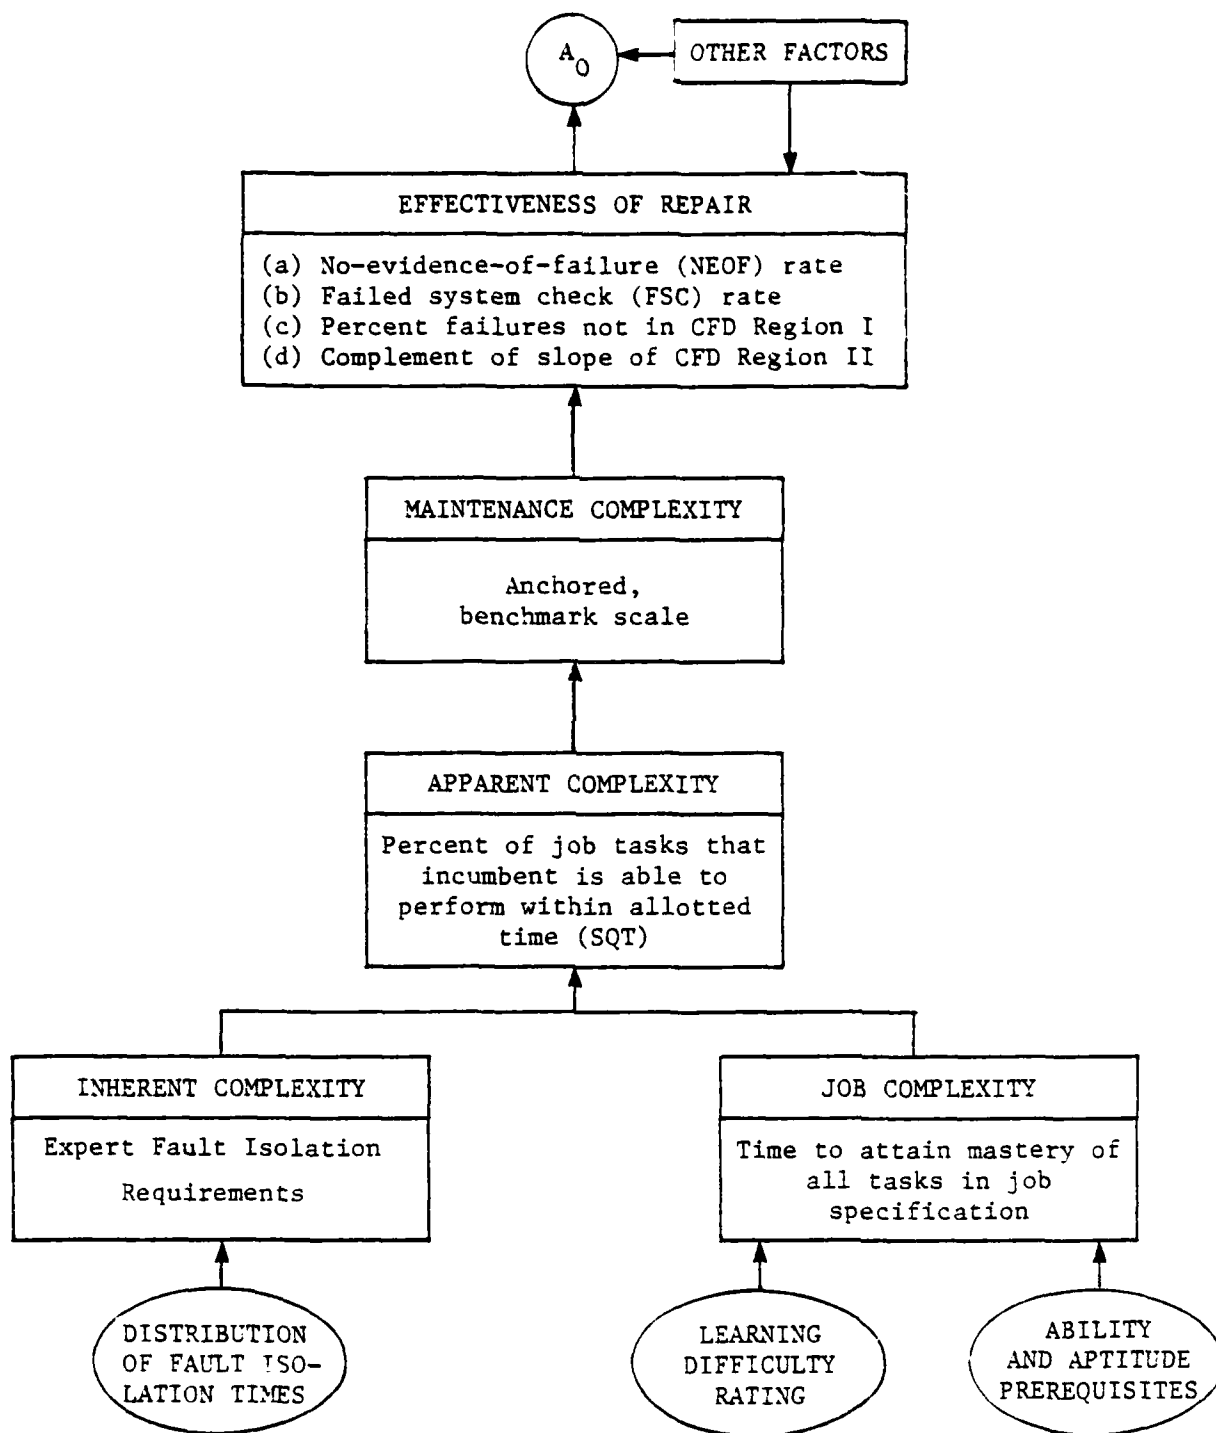 A0
OTHER FACTORS
EFFECTIVENESS OF REPAIR
(a) No-evidence-of-failure (NEOF) rate
(b) Failed system check (FSC) rate
(c) Percent failures not in CFD Region I
(d) Complement of slope of CFD Region II
MAINTENANCE COMPLEXITY
Anchored,
benchmark scale
APPARENT COMPLEXITY
Percent of job tasks that
incumbent is able to
perform within allotted
time (SQT)
INHERENT COMPLEXITY
Expert Fault Isolation
Requirements
JOB COMPLEXITY
Time to attain mastery of
all tasks in job
specification
DISTRIBUTION
OF FAULT ISO-
LATION TIMES
LEARNING
DIFFICULTY
RATING
ABILITY
AND APTITUDE
PREREQUISITES